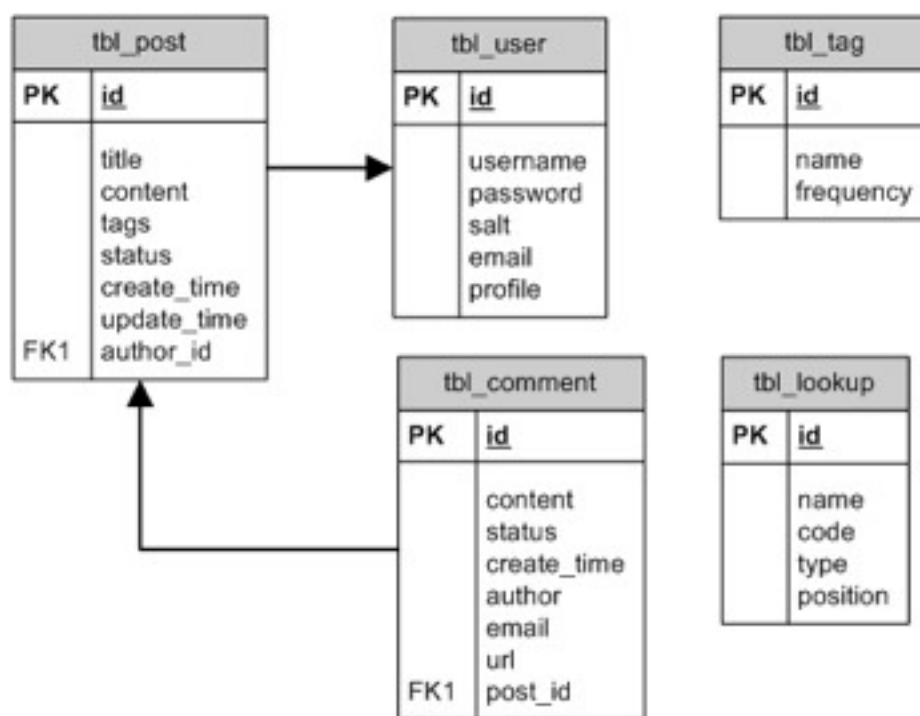 tbl_post
PK id
title
content
tags
status
create_time
update_time
FK1 author_id
tbl_user
PK id
username
password
salt
email
profile
tbl_tag
PK id
name
frequency
tbl_comment
PK id
content
status
create_time
author
email
url
FK1 post_id
tbl_lookup
PK id
name
code
type
position